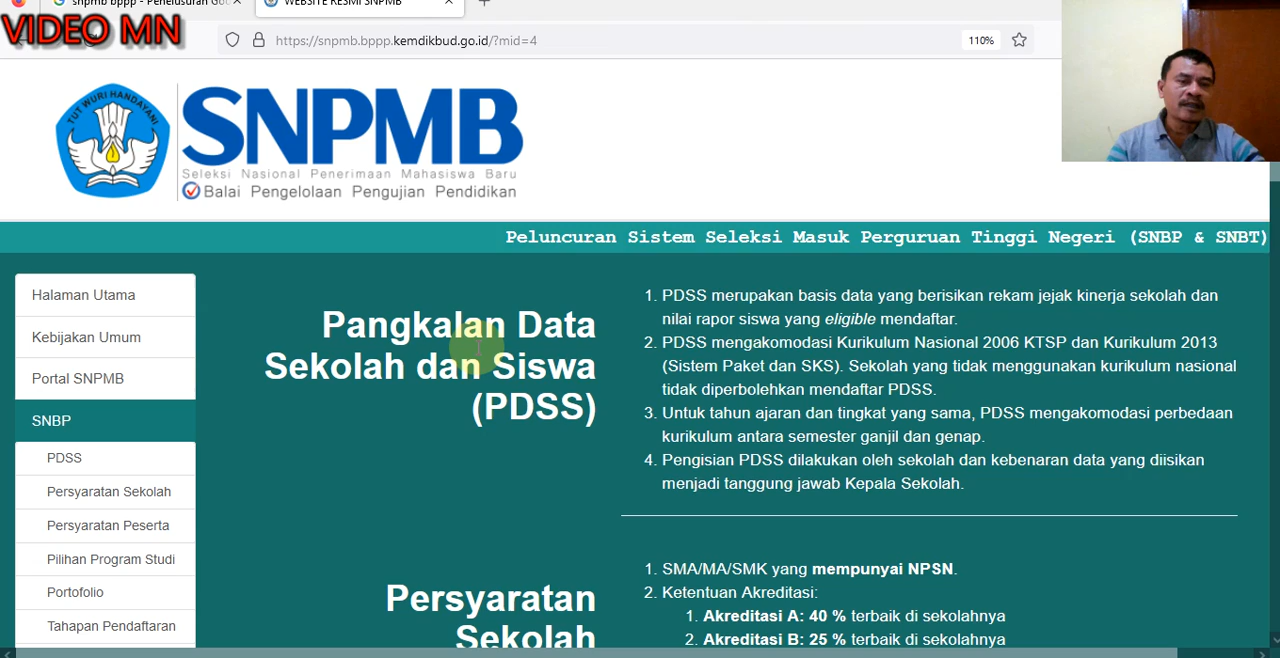 snpmb bppp - Penelusuran Goo
WEBSITE RESMI SNPMB
VIDEO MN
https://snpmb.bppp.kemdikbud.go.id/?mid=4
110%
TUT WURI HANDAYANI
SNPMB
Seleksi Nasional Penerimaan Mahasiswa Baru
Balai Pengelolaan Pengujian Pendidikan
Peluncuran Sistem Seleksi Masuk Perguruan Tinggi Negeri (SNBP & SNBT)
Halaman Utama
Kebijakan Umum
Portal SNPMB
SNBP
PDSS
Persyaratan Sekolah
Persyaratan Peserta
Pilihan Program Studi
Portofolio
Tahapan Pendaftaran
Pangkalan Data
Sekolah dan Siswa
(PDSS)
1. PDSS merupakan basis data yang berisikan rekam jejak kinerja sekolah dan
nilai rapor siswa yang eligible mendaftar.
2. PDSS mengakomodasi Kurikulum Nasional 2006 KTSP dan Kurikulum 2013
(Sistem Paket dan SKS). Sekolah yang tidak menggunakan kurikulum nasional
tidak diperbolehkan mendaftar PDSS.
3. Untuk tahun ajaran dan tingkat yang sama, PDSS mengakomodasi perbedaan
kurikulum antara semester ganjil dan genap.
4. Pengisian PDSS dilakukan oleh sekolah dan kebenaran data yang diisikan
menjadi tanggung jawab Kepala Sekolah.
Persyaratan
Sekolah
1. SMA/MA/SMK yang mempunyai NPSN.
2. Ketentuan Akreditasi:
1. Akreditasi A: 40 % terbaik di sekolahnya
2. Akreditasi B: 25 % terbaik di sekolahnya